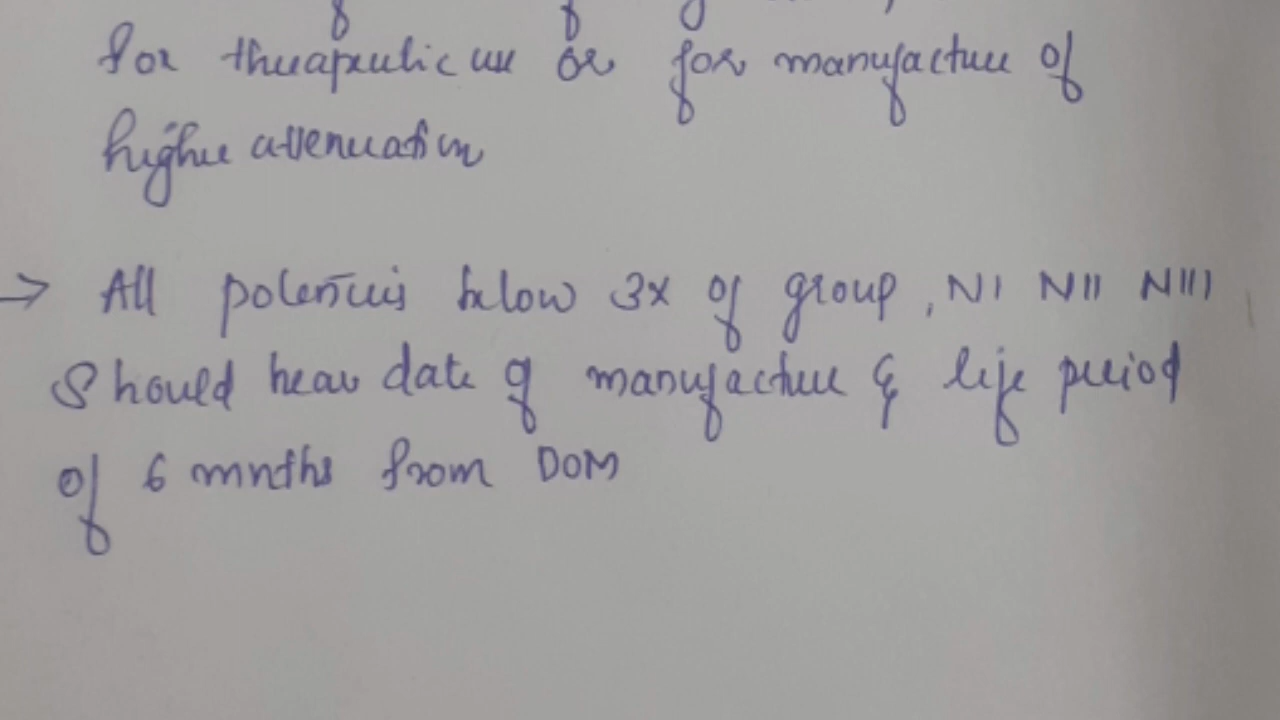 for therapeutic use or for manufacture of
higher attenuation
→ All potencies below 3x of group, NI NII NIII
Should bear date of manufacture & life period
of 6 months from DOM